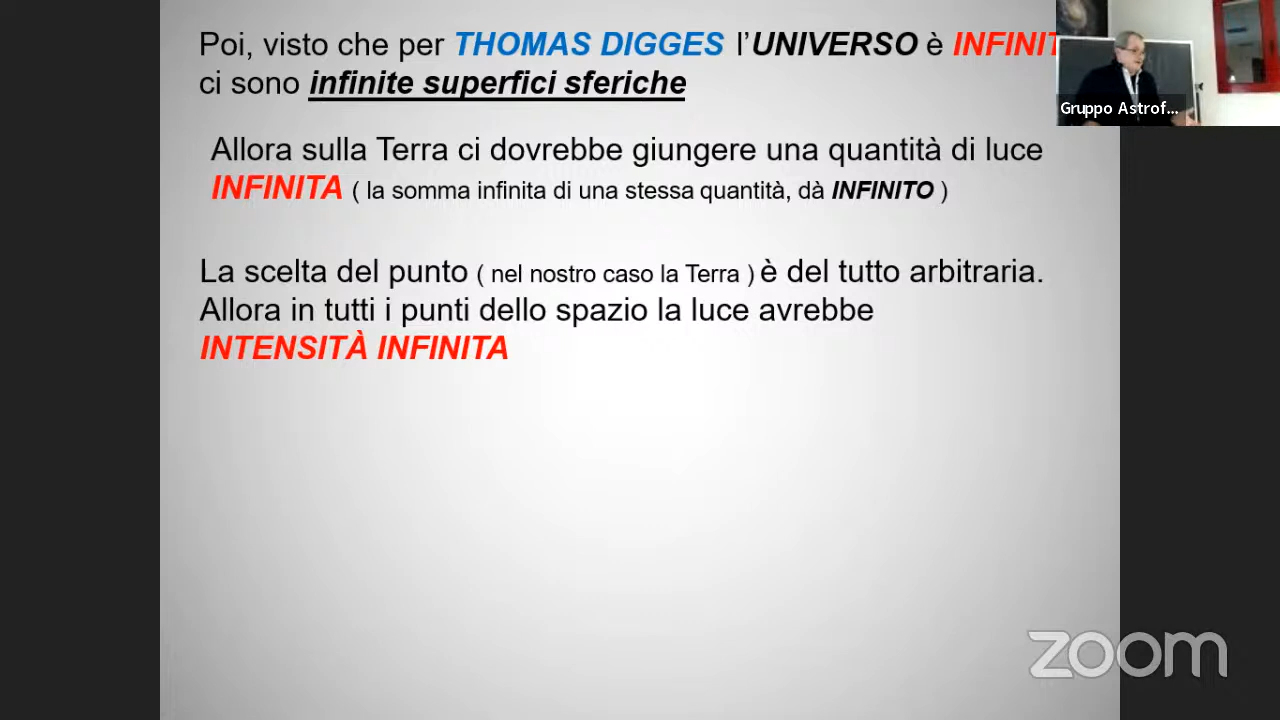 Poi, visto che per THOMAS DIGGES l’UNIVERSO è INFINIT
ci sono infinite superfici sferiche
Gruppo Astrof...
Allora sulla Terra ci dovrebbe giungere una quantità di luce
INFINITA ( la somma infinita di una stessa quantità, dà INFINITO )
La scelta del punto ( nel nostro caso la Terra ) è del tutto arbitraria.
Allora in tutti i punti dello spazio la luce avrebbe
INTENSITÀ INFINITA
zoom